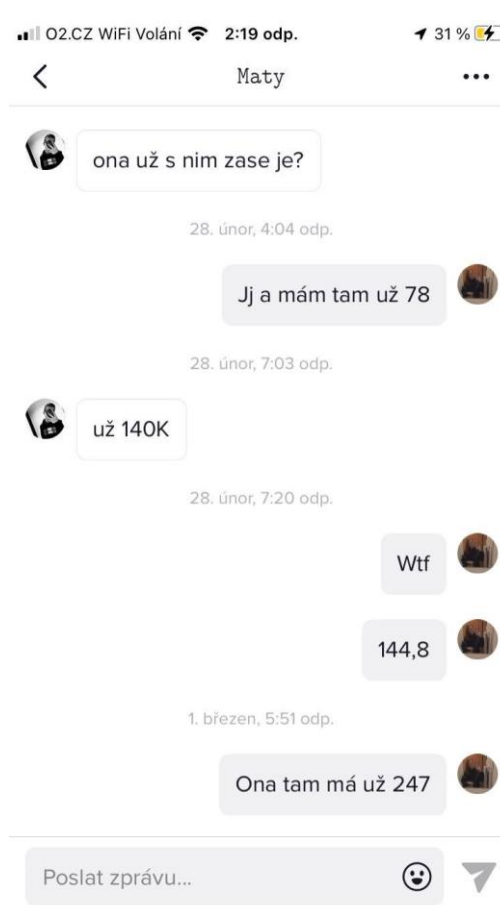 O2.CZ WiFi Volání 2:19 odp. 31 %
Maty
ona už s nim zase je?
28. únor, 4:04 odp.
Jj a mám tam už 78
28. únor, 7:03 odp.
už 140K
28. únor, 7:20 odp.
Wtf
144,8
1. březen, 5:51 odp.
Ona tam má už 247
Poslat zprávu...